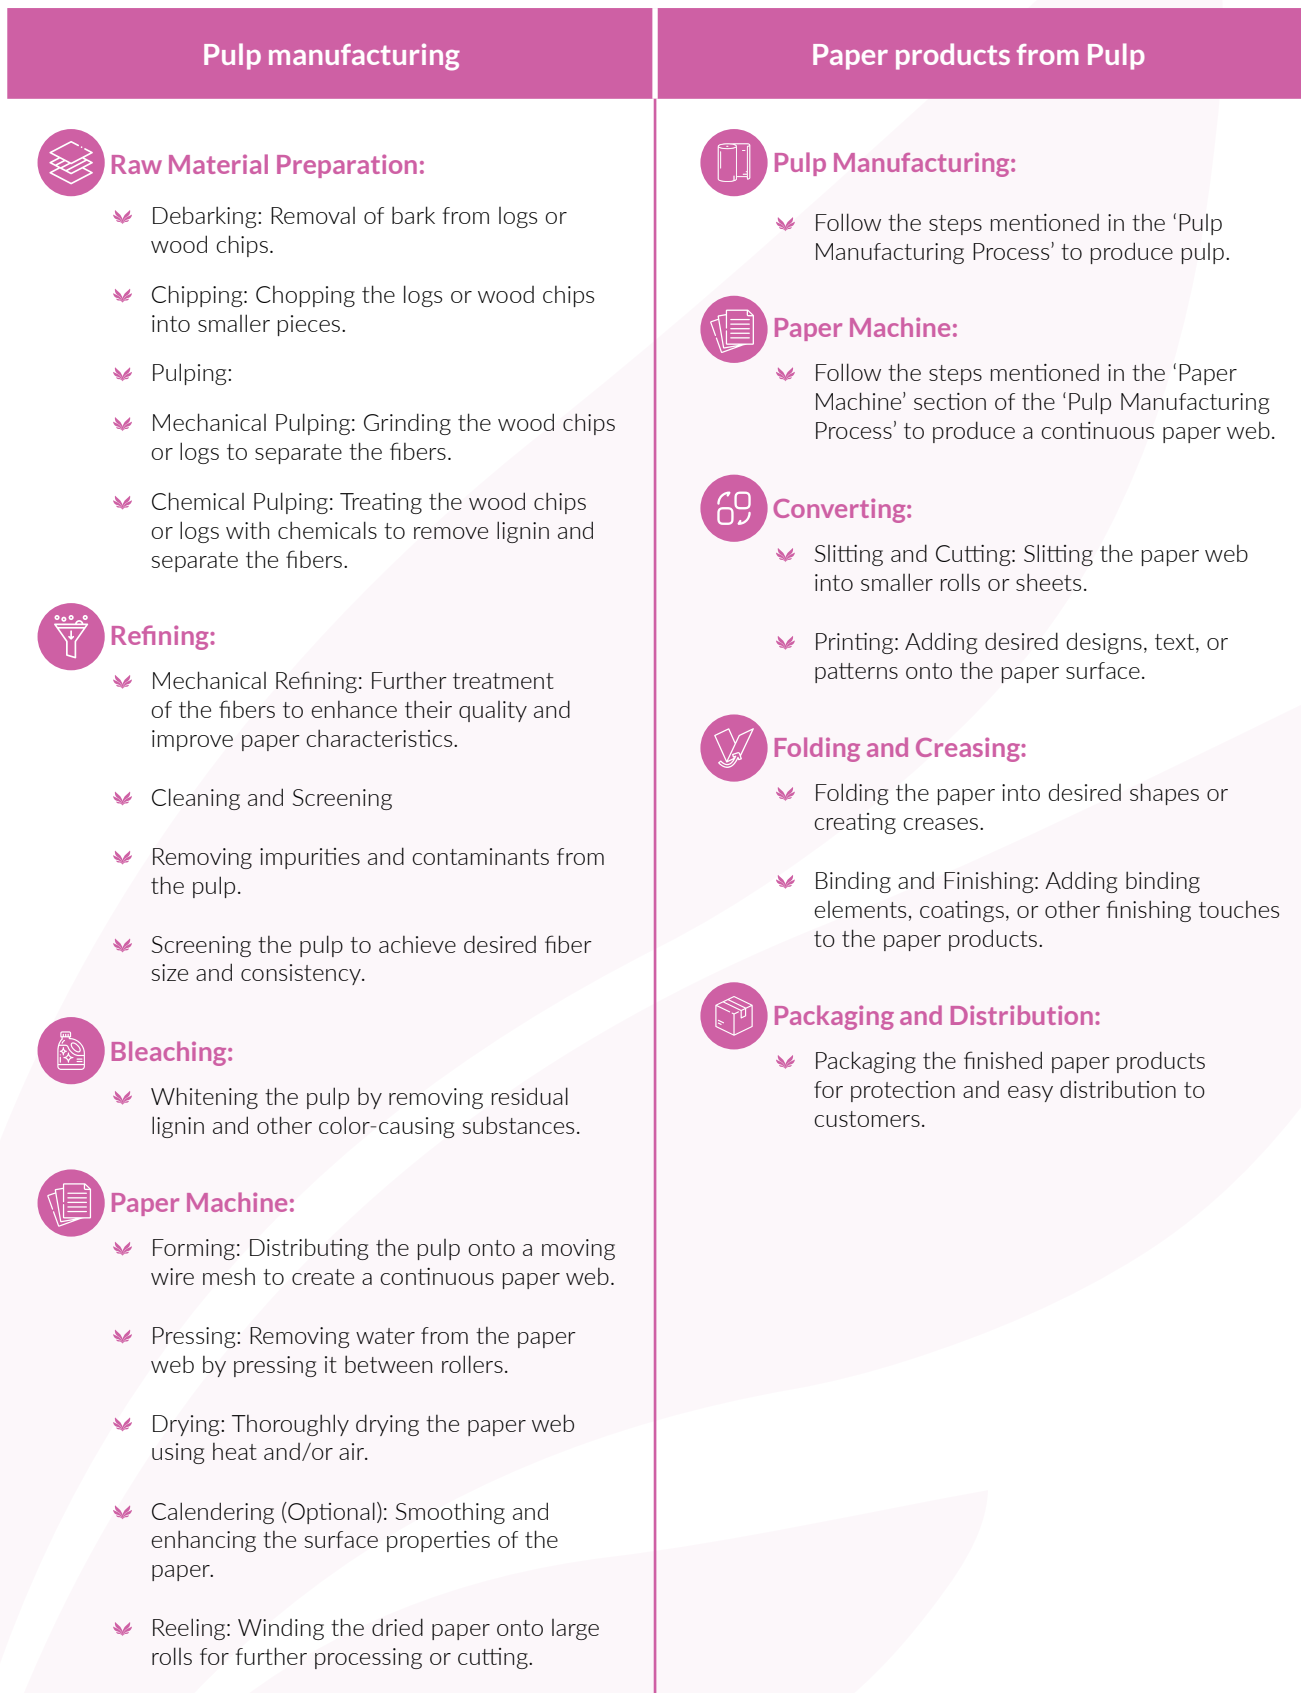 Pulp manufacturing
Raw Material Preparation:
Debarking: Removal of bark from logs or
wood chips.
Chipping: Chopping the logs or wood chips
into smaller pieces.
Pulping:
Mechanical Pulping: Grinding the wood chips
or logs to separate the fibers.
Chemical Pulping: Treating the wood chips
or logs with chemicals to remove lignin and
separate the fibers.
Refining:
Mechanical Refining: Further treatment
of the fibers to enhance their quality and
improve paper characteristics.
Cleaning and Screening
Removing impurities and contaminants from
the pulp.
Screening the pulp to achieve desired fiber
size and consistency.
Bleaching:
Whitening the pulp by removing residual
lignin and other color-causing substances.
Paper Machine:
Forming: Distributing the pulp onto a moving
wire mesh to create a continuous paper web.
Pressing: Removing water from the paper
web by pressing it between rollers.
Drying: Thoroughly drying the paper web
using heat and/or air.
Calendering (Optional): Smoothing and
enhancing the surface properties of the
paper.
Reeling: Winding the dried paper onto large
rolls for further processing or cutting.
Paper products from Pulp
Pulp Manufacturing:
Follow the steps mentioned in the ‘Pulp
Manufacturing Process’ to produce pulp.
Paper Machine:
Follow the steps mentioned in the ‘Paper
Machine’ section of the ‘Pulp Manufacturing
Process’ to produce a continuous paper web.
Converting:
Slitting and Cutting: Slitting the paper web
into smaller rolls or sheets.
Printing: Adding desired designs, text, or
patterns onto the paper surface.
Folding and Creasing:
Folding the paper into desired shapes or
creating creases.
Binding and Finishing: Adding binding
elements, coatings, or other finishing touches
to the paper products.
Packaging and Distribution:
Packaging the finished paper products
for protection and easy distribution to
customers.